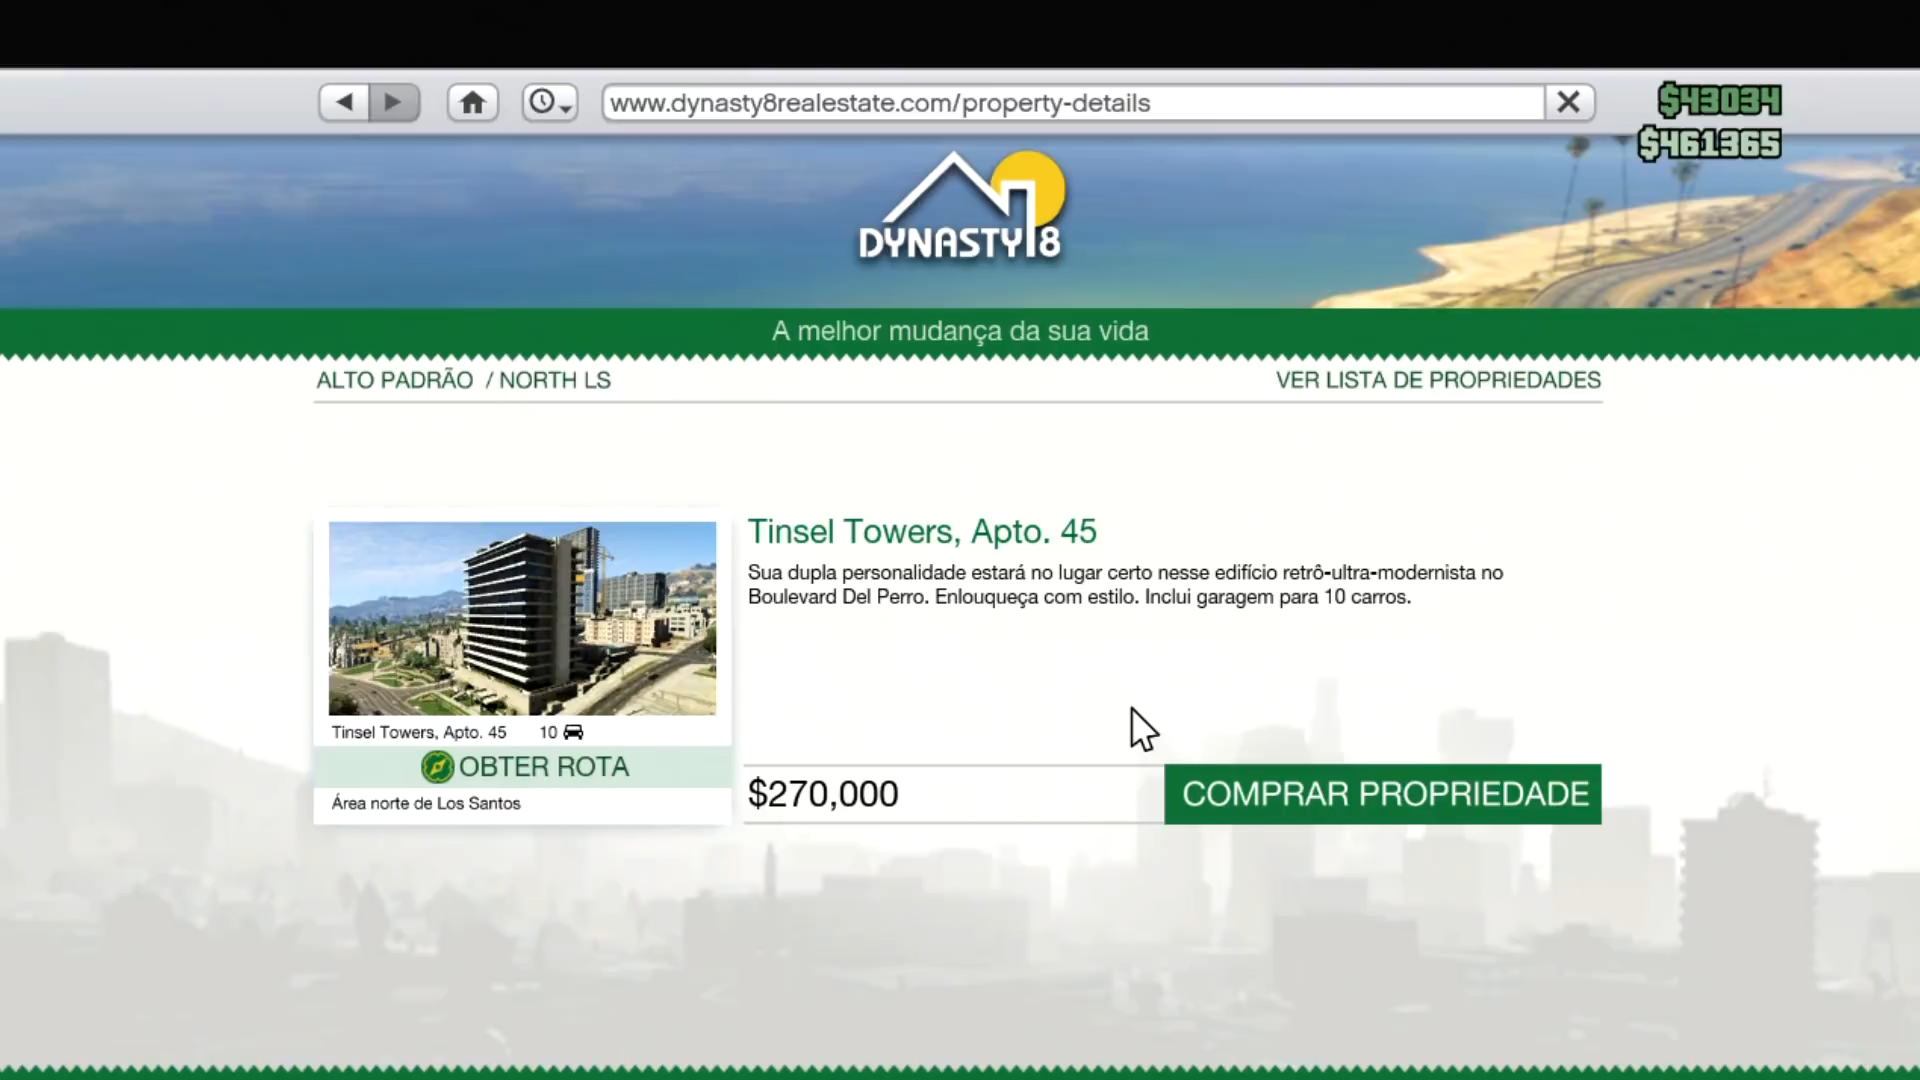 www.dynasty8realestate.com/property-details
$43034
$461365
DYNASTY 8
A melhor mudança da sua vida
ALTO PADRÃO / NORTH LS
VER LISTA DE PROPRIEDADES
Tinsel Towers, Apto. 45
Sua dupla personalidade estará no lugar certo nesse edifício retrô-ultra-modernista no
Boulevard Del Perro. Enlouqueça com estilo. Inclui garagem para 10 carros.
Tinsel Towers, Apto. 45 10
OBTER ROTA
Área norte de Los Santos
$270,000
COMPRAR PROPRIEDADE